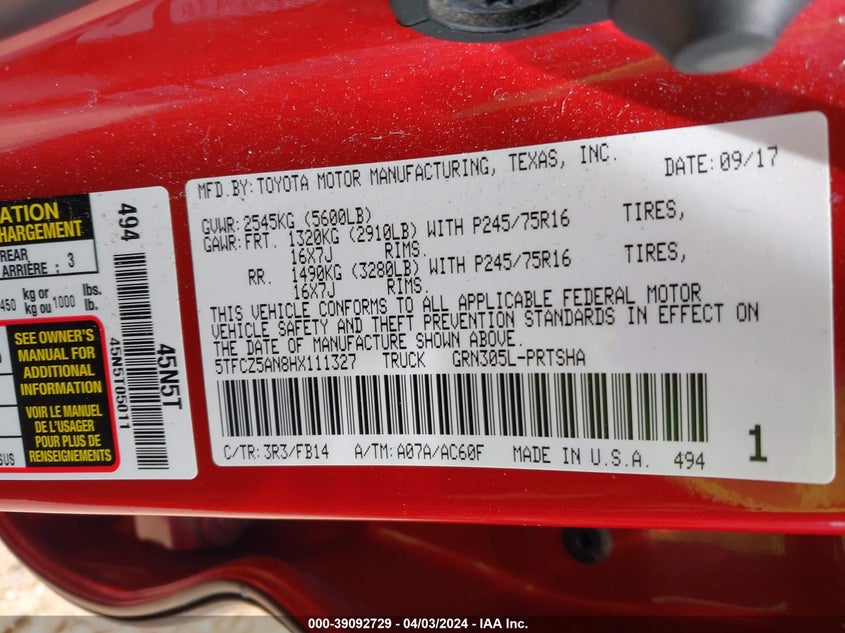 MFD.BY:TOYOTA MOTOR MANUFACTURING, TEXAS, INC. DATE:09/17
GVWR:2545KG (5600LB)
GAWR:FRT. 1320KG (2910LB) WITH P245/75R16 TIRES,
16X7J RIMS.
RR. 1490KG (3280LB) WITH P245/75R16 TIRES,
16X7J RIMS.
THIS VEHICLE CONFORMS TO ALL APPLICABLE FEDERAL MOTOR
VEHICLE SAFETY AND THEFT PREVENTION STANDARDS IN EFFECT ON
THE DATE OF MANUFACTURE SHOWN ABOVE.
5TFCZ5AN8HX111327 TRUCK GRN305L-PRTSHA
C/TR:3R3/FB14 A/TM:A07A/AC60F MADE IN U.S.A. 494
1
ATION
HARGEMENT
REAR
ARRIÈRE : 3
450 kg or kg ou 1000 lbs. lb.
SEE OWNER'S
MANUAL FOR
ADDITIONAL
INFORMATION
VOIR LE MANUEL
DE L'USAGER
POUR PLUS DE
RENSEIGNEMENTS
SUS
494
45N5T05011
45N5T
000-39092729 - 04/03/2024 - IAA Inc.